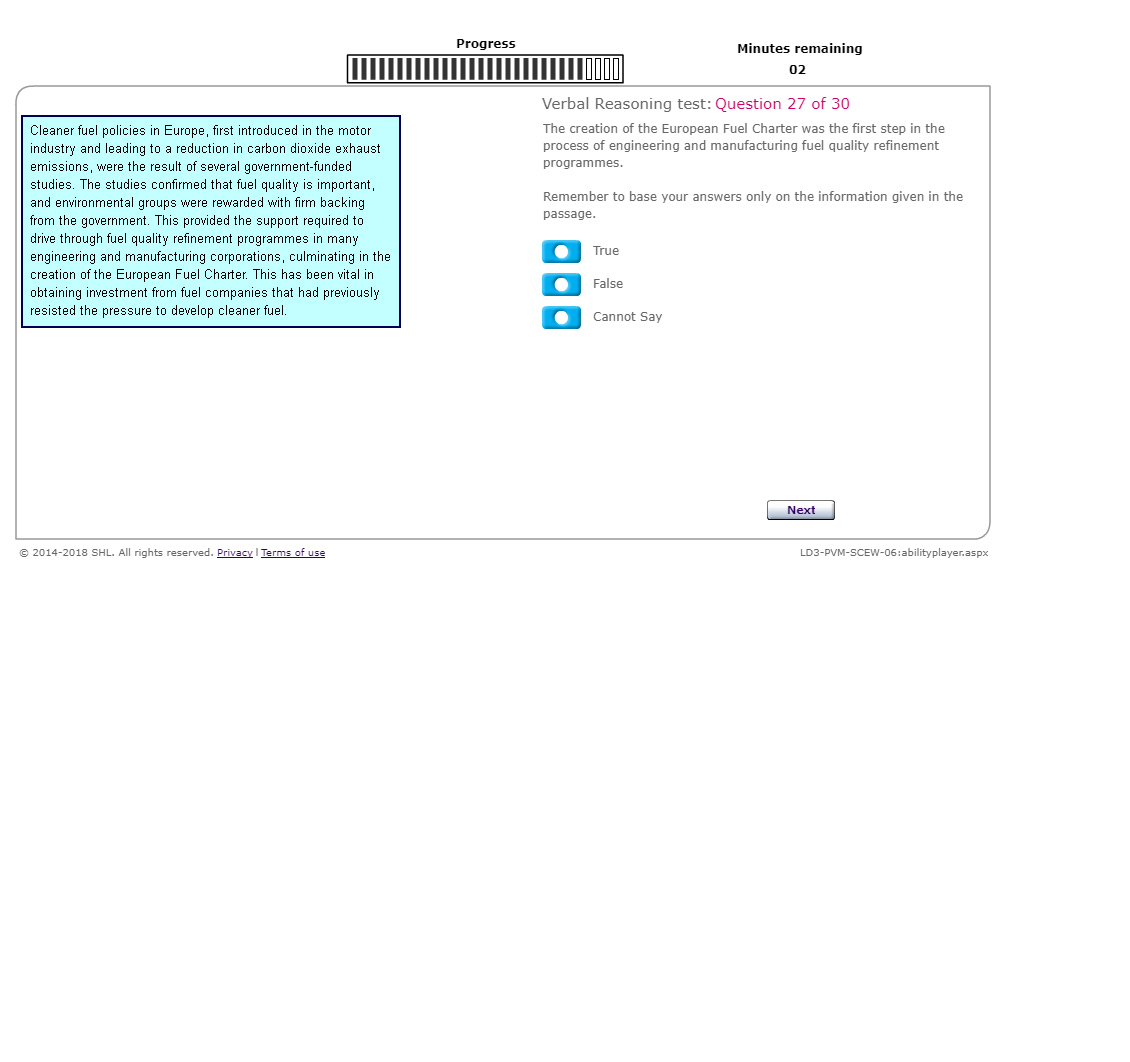 Progress
Minutes remaining
02
Verbal Reasoning test: Question 27 of 30
Cleaner fuel policies in Europe, first introduced in the motor
industry and leading to a reduction in carbon dioxide exhaust
emissions, were the result of several government-funded
studies. The studies confirmed that fuel quality is important,
and environmental groups were rewarded with firm backing
from the government. This provided the support required to
drive through fuel quality refinement programmes in many
engineering and manufacturing corporations, culminating in the
creation of the European Fuel Charter. This has been vital in
obtaining investment from fuel companies that had previously
resisted the pressure to develop cleaner fuel.
The creation of the European Fuel Charter was the first step in the
process of engineering and manufacturing fuel quality refinement
programmes.
Remember to base your answers only on the information given in the
passage.
True
False
Cannot Say
Next
© 2014-2018 SHL. All rights reserved. Privacy | Terms of use
LD3-PVM-SCEW-06:abilityplayer.aspx